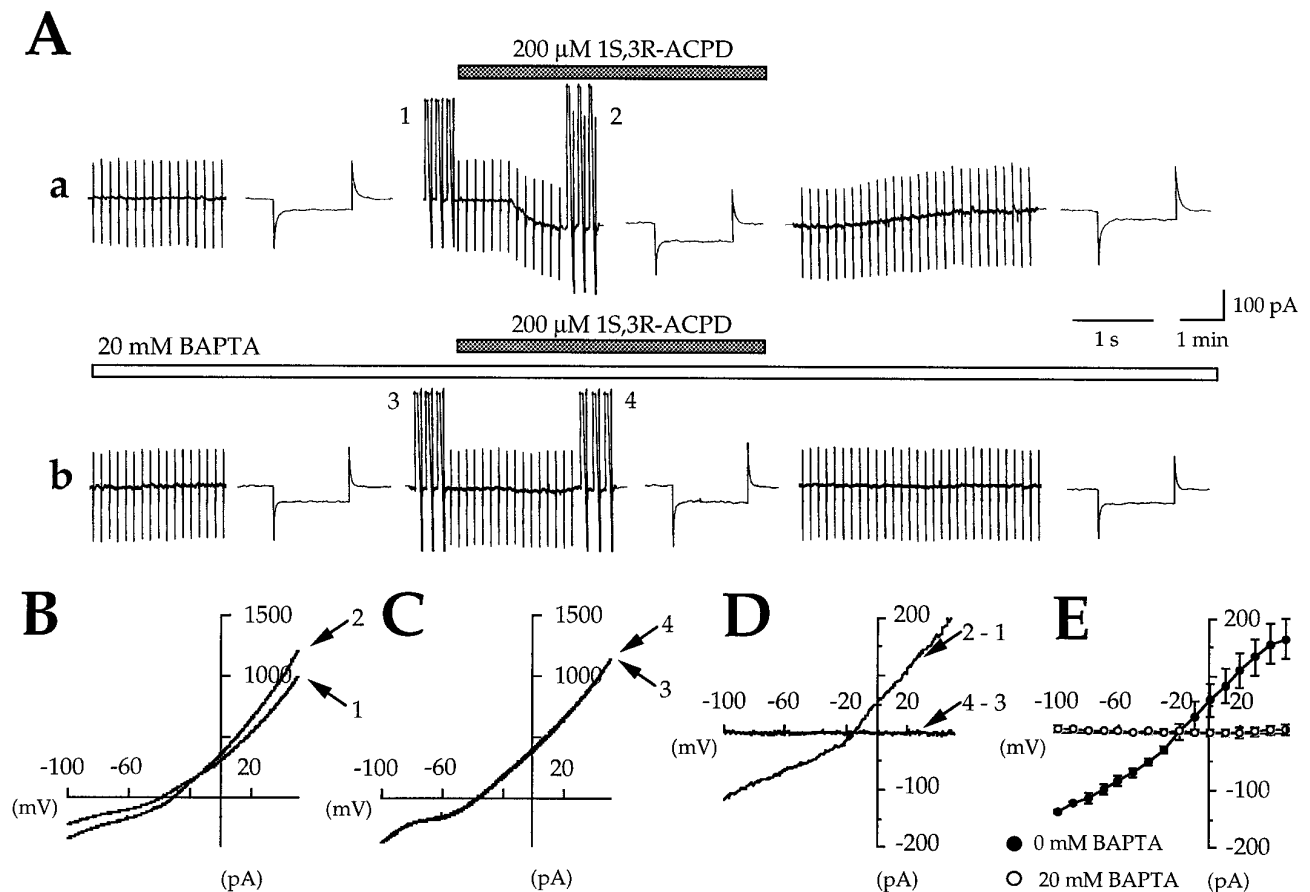 A
200 µM 1S,3R-ACPD
1
2
a
100 pA
1 s
1 min
200 µM 1S,3R-ACPD
20 mM BAPTA
3
4
b
B
1500
2
1000
1
-100
-60
20
(mV)
(pA)
C
1500
4
1000
3
-100
-60
20
(mV)
(pA)
D
200
2 - 1
-100
-60
-20
20
4 - 3
(mV)
-100
-200
(pA)
E
200
-100
-60
-20
20
(mV)
-100
-200
0 mM BAPTA
20 mM BAPTA
(pA)